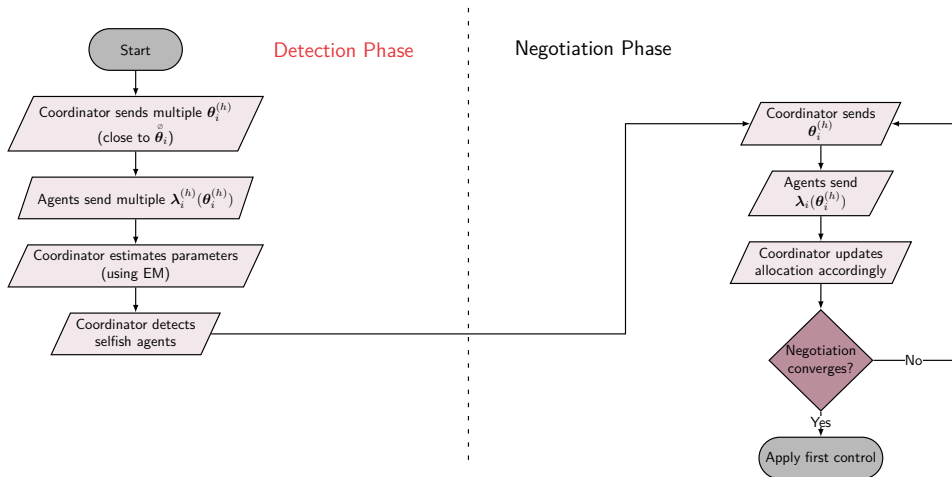 Detection Phase
Negotiation Phase
Start
Coordinator sends multiple θ_i^{(h)}
(close to \overset{∅}{θ}_i)
Agents send multiple λ_i^{(h)}(θ_i^{(h)})
Coordinator estimates parameters
(using EM)
Coordinator detects
selfish agents
Coordinator sends
θ_i^{(h)}
Agents send
λ_i(θ_i^{(h)})
Coordinator updates
allocation accordingly
Negotiation
converges?
No
Yes
Apply first control